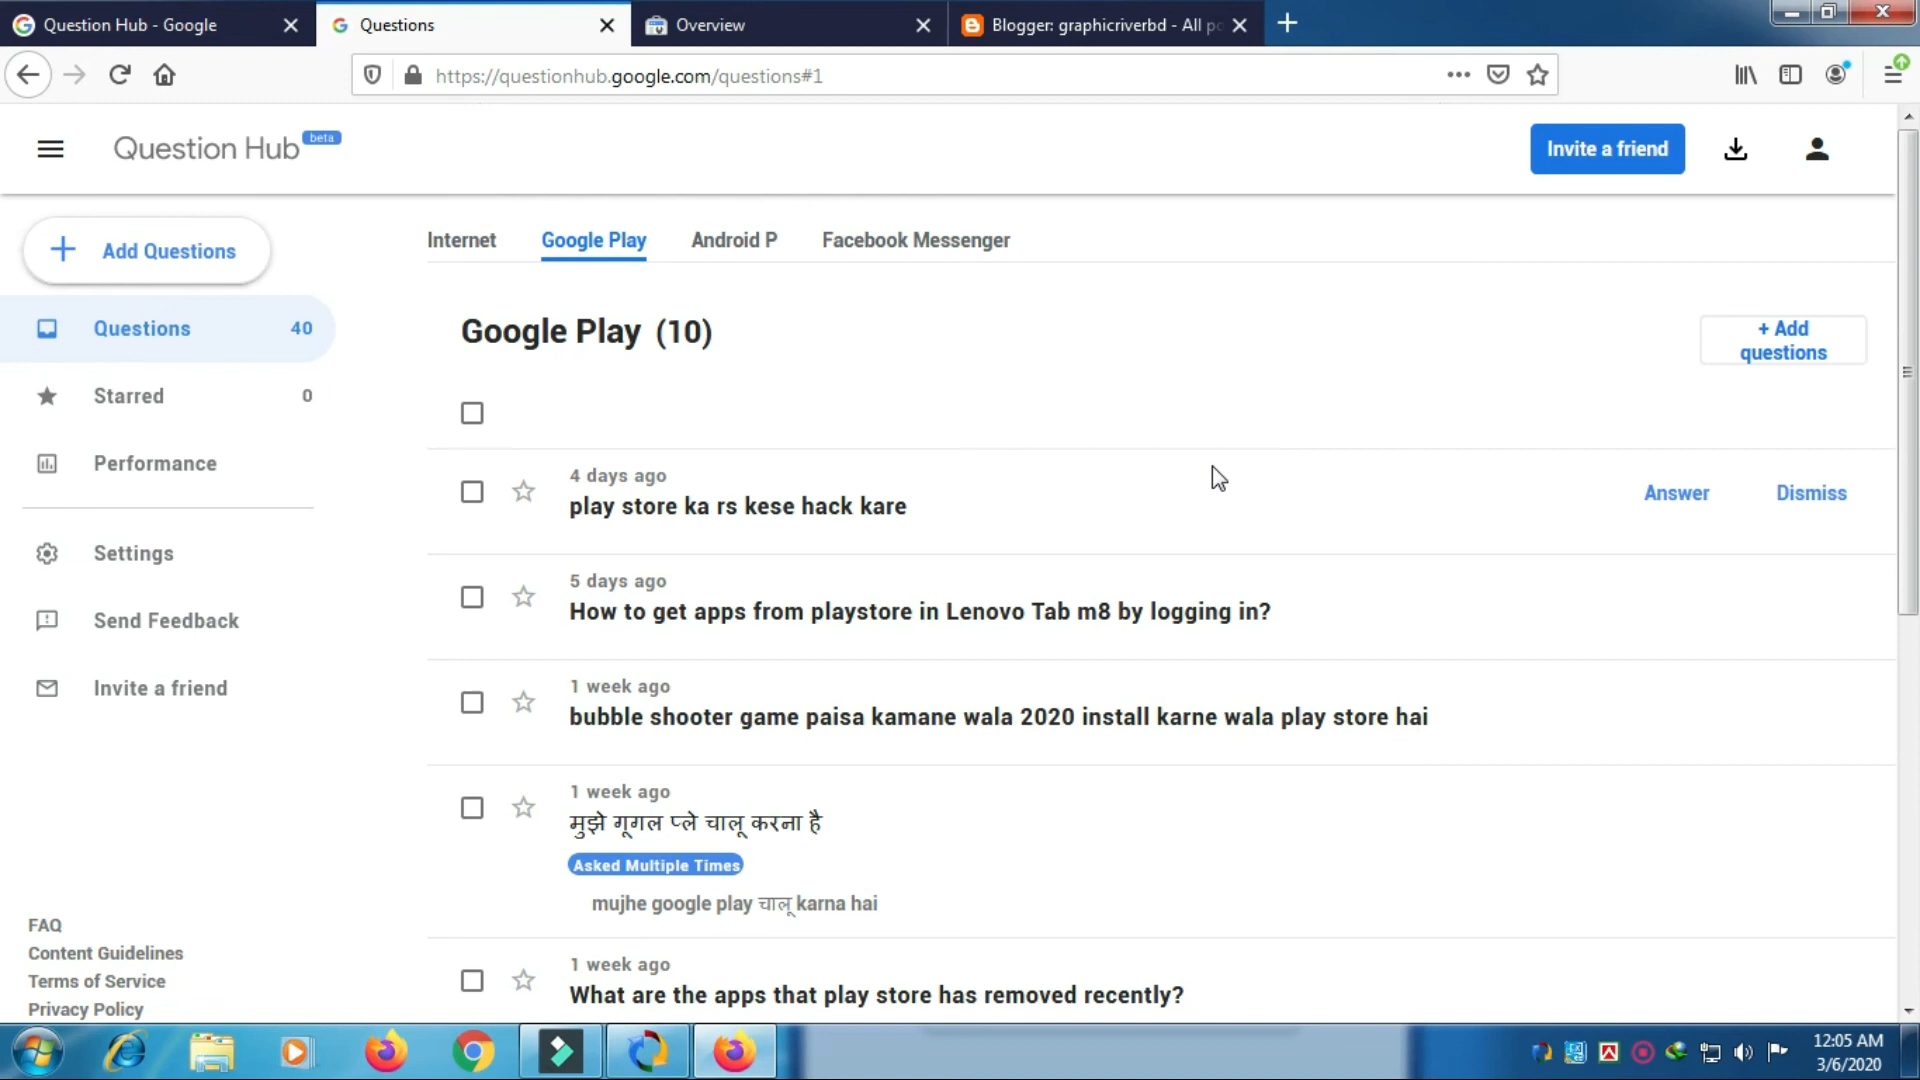 Question Hub - Google
Questions
Overview
Blogger: graphicriverbd - All po
https://questionhub.google.com/questions#1
Question Hub beta
Invite a friend
Add Questions
Internet
Google Play
Android P
Facebook Messenger
Questions 40
Google Play (10)
+ Add
questions
Starred 0
Performance
4 days ago
play store ka rs kese hack kare
Answer
Dismiss
Settings
5 days ago
How to get apps from playstore in Lenovo Tab m8 by logging in?
Send Feedback
Invite a friend
1 week ago
bubble shooter game paisa kamane wala 2020 install karne wala play store hai
1 week ago
मुझे गूगल प्ले चालू करना है
Asked Multiple Times
mujhe google play चालू karna hai
FAQ
Content Guidelines
Terms of Service
Privacy Policy
1 week ago
What are the apps that play store has removed recently?
12:05 AM
3/6/2020